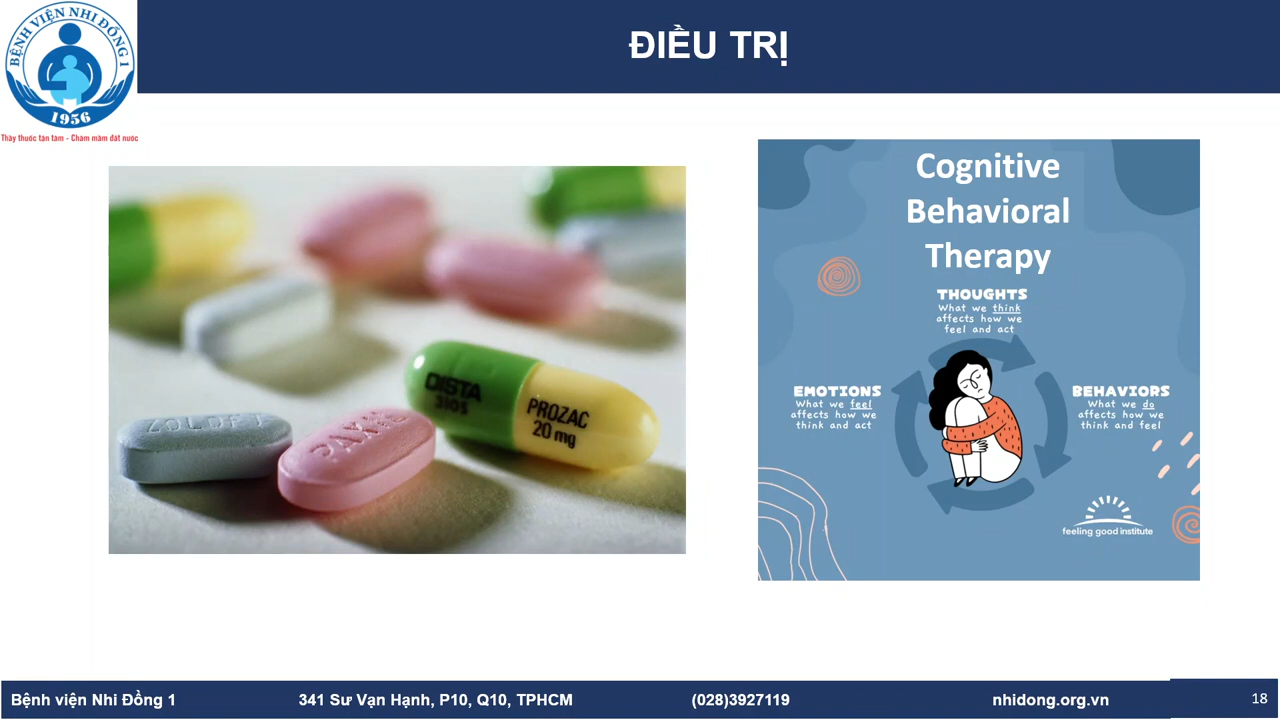 BỆNH VIỆN NHI ĐỒNG 1
1956
Thầy thuốc tận tâm - Chăm mầm đất nước
ĐIỀU TRỊ
ZOLOFT
PAXIL
DISTA
3105
PROZAC
20 mg
Cognitive
Behavioral
Therapy
THOUGHTS
What we think
affects how we
feel and act
EMOTIONS
What we feel
affects how we
think and act
BEHAVIORS
What we do
affects how we
think and feel
feeling good institute
Bệnh viện Nhi Đồng 1
341 Sư Vạn Hạnh, P10, Q10, TPHCM
(028)3927119
nhidong.org.vn
18